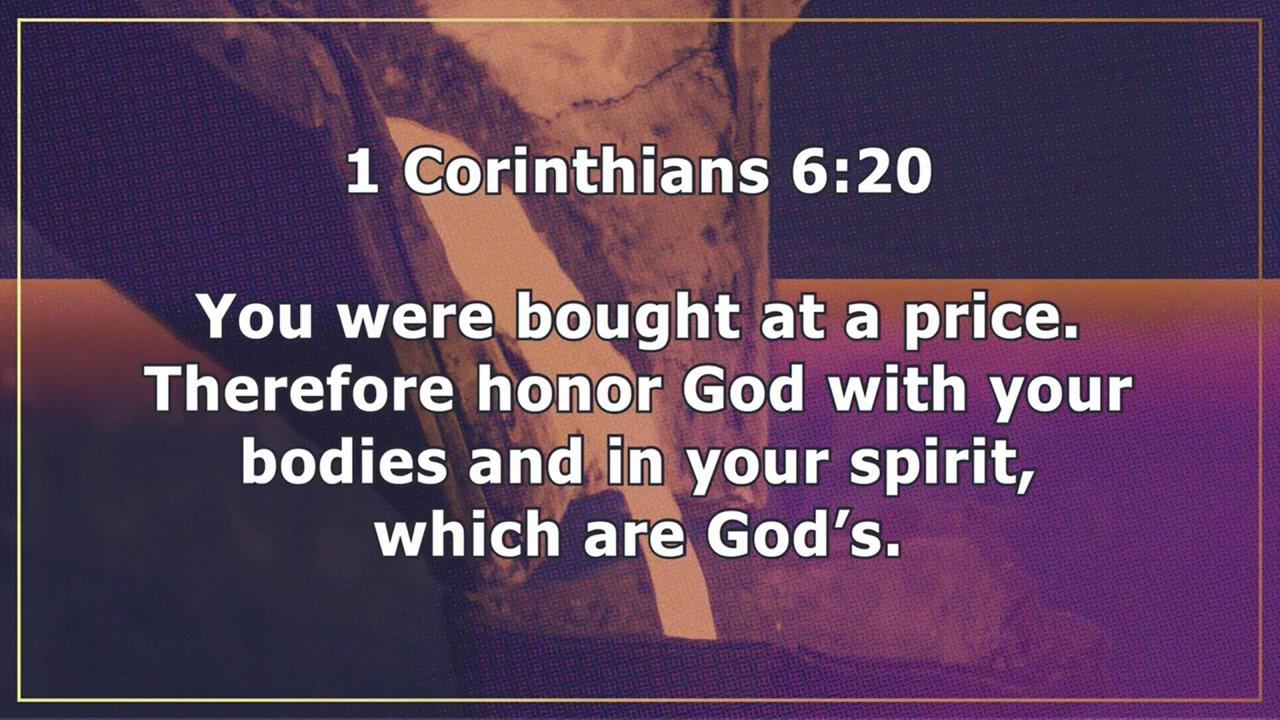 1 Corinthians 6:20
You were bought at a price.
Therefore honor God with your
bodies and in your spirit,
which are God’s.